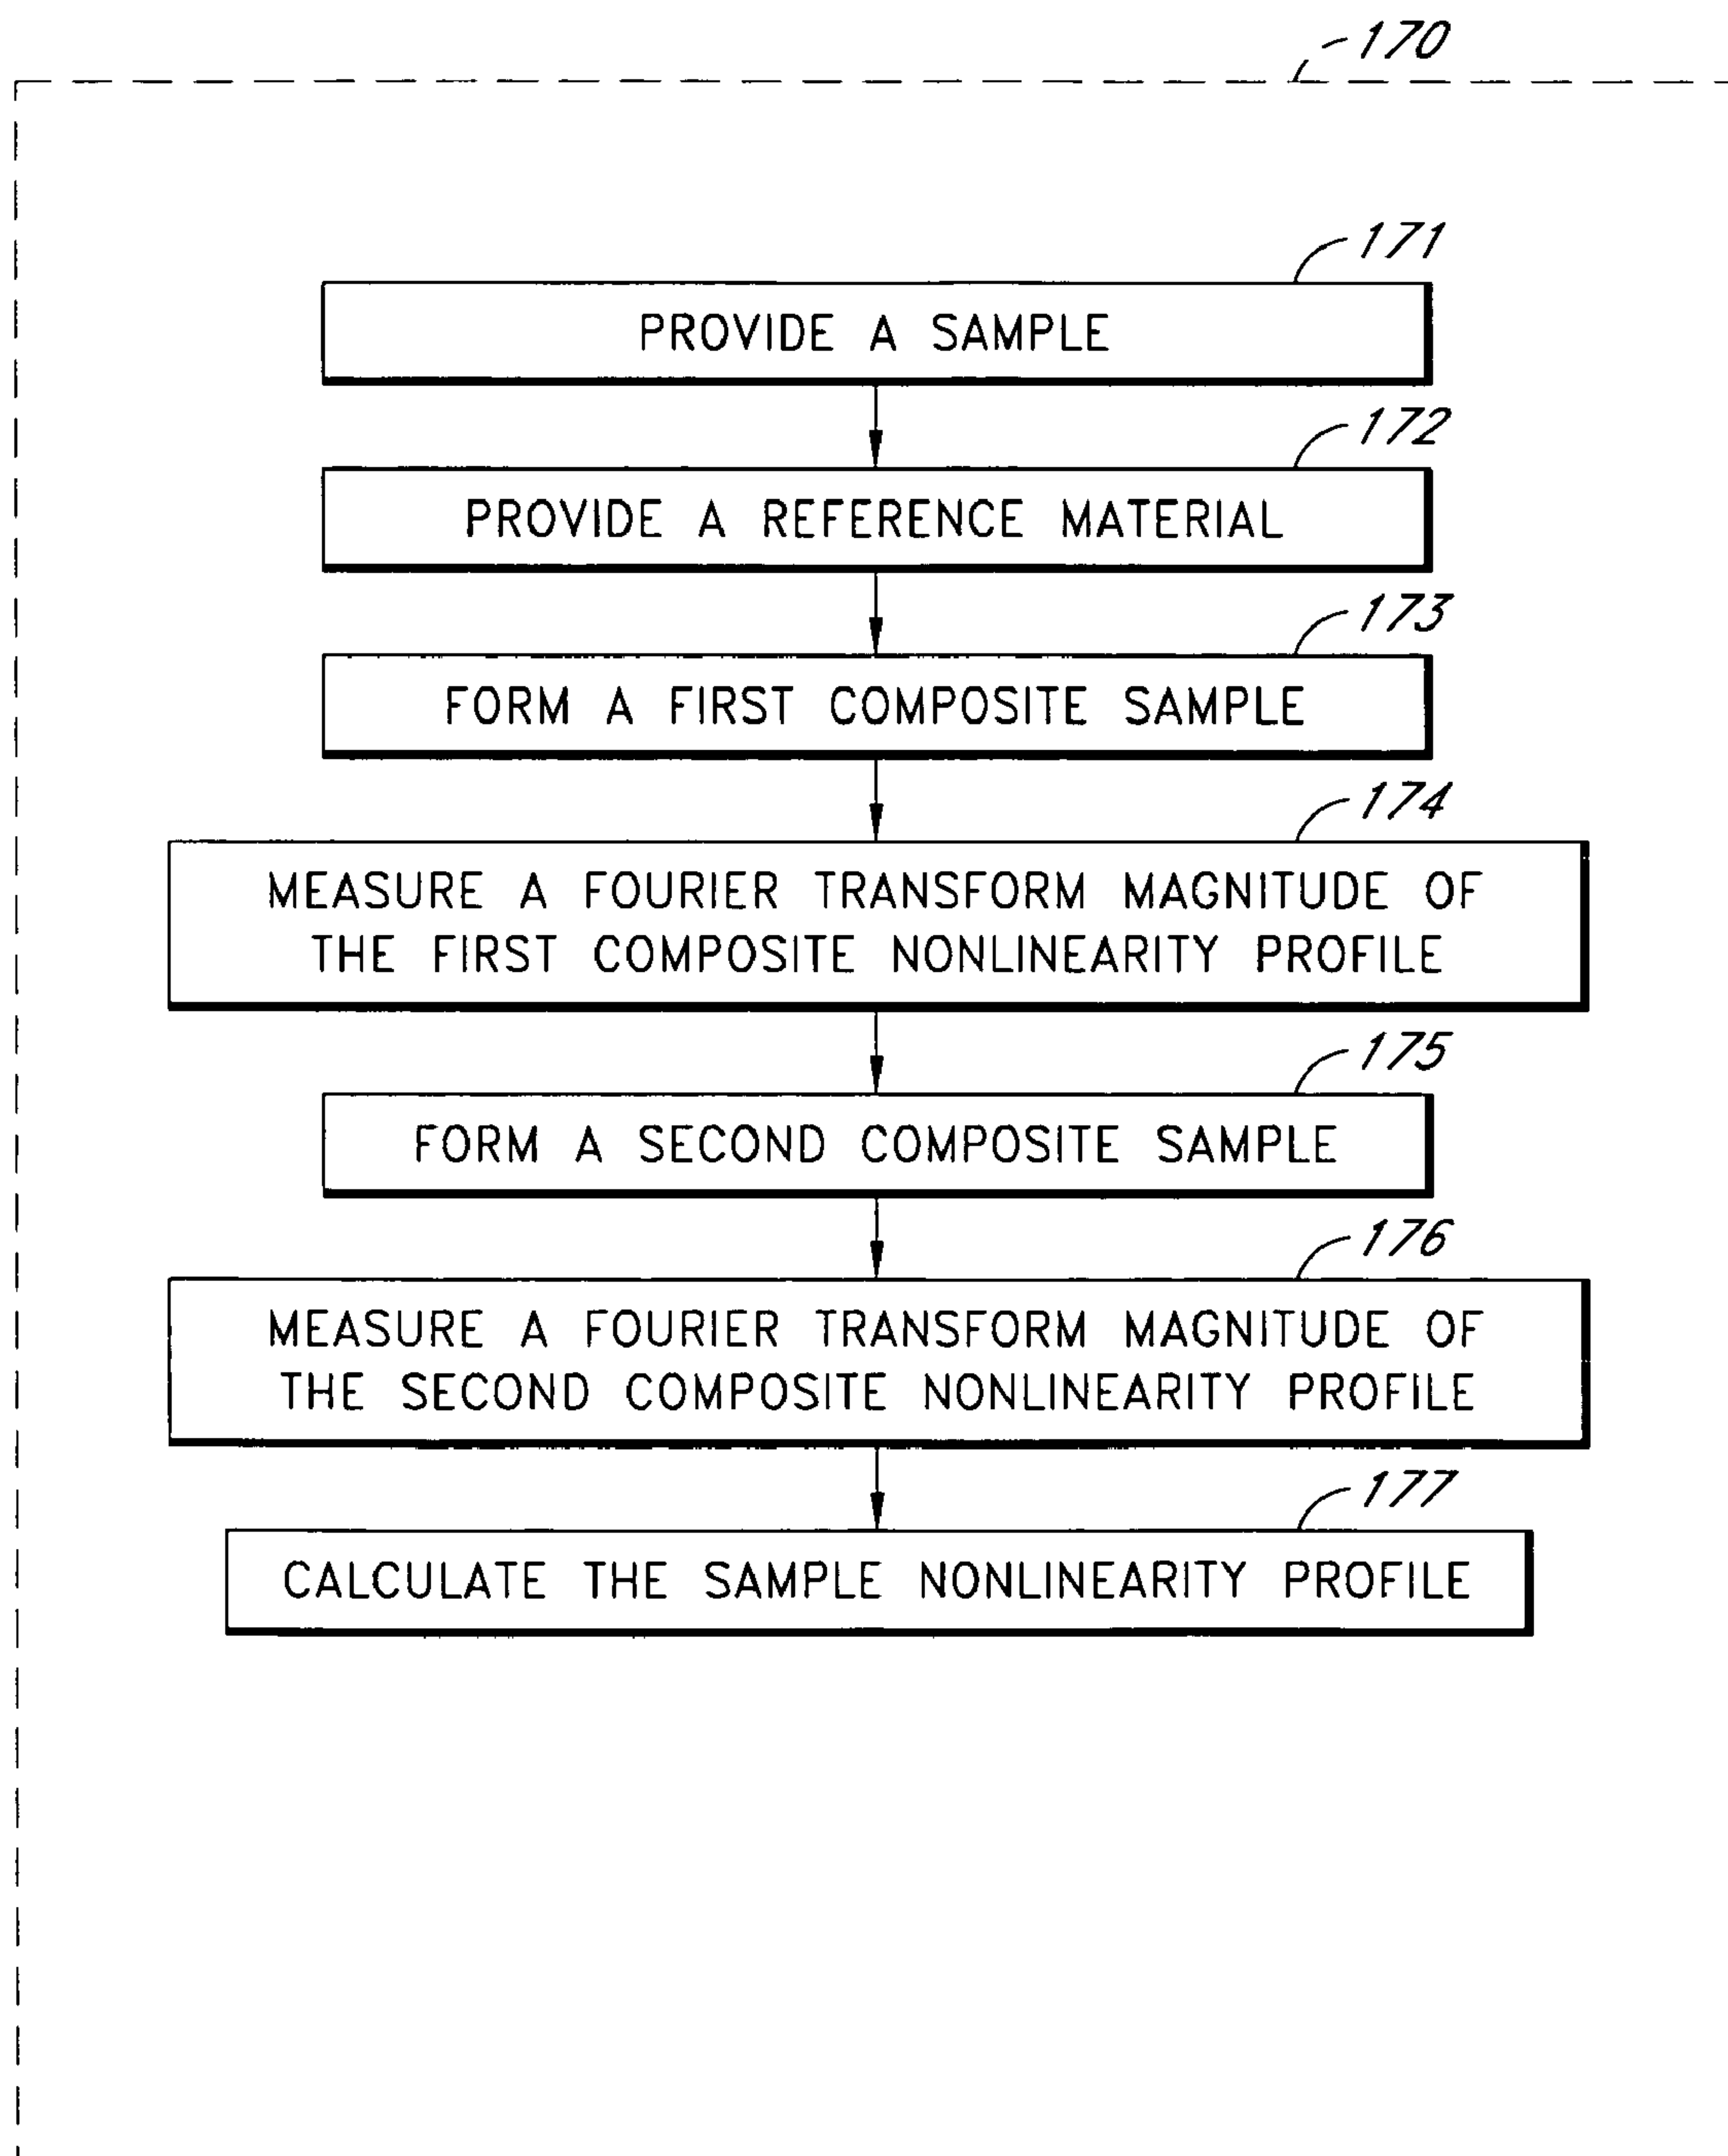 170
171
PROVIDE A SAMPLE
172
PROVIDE A REFERENCE MATERIAL
173
FORM A FIRST COMPOSITE SAMPLE
174
MEASURE A FOURIER TRANSFORM MAGNITUDE OF
THE FIRST COMPOSITE NONLINEARITY PROFILE
175
FORM A SECOND COMPOSITE SAMPLE
176
MEASURE A FOURIER TRANSFORM MAGNITUDE OF
THE SECOND COMPOSITE NONLINEARITY PROFILE
177
CALCULATE THE SAMPLE NONLINEARITY PROFILE